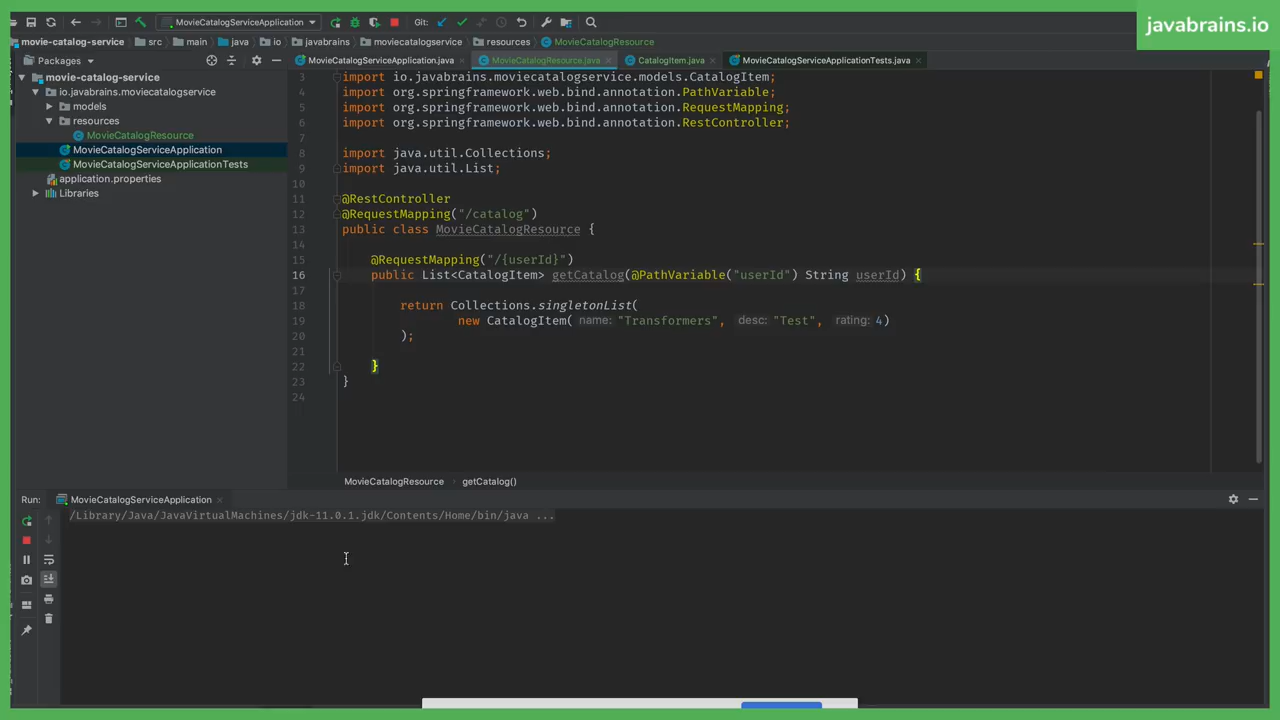 javabrains.io
MovieCatalogServiceApplication
Git:
movie-catalog-service
src
main
java
io
javabrains
moviecatalogservice
resources
MovieCatalogResource
Packages
MovieCatalogServiceApplication.java
MovieCatalogResource.java
CatalogItem.java
MovieCatalogServiceApplicationTests.java
movie-catalog-service
io.javabrains.moviecatalogservice
models
resources
MovieCatalogResource
MovieCatalogServiceApplication
MovieCatalogServiceApplicationTests
application.properties
Libraries
3 import io.javabrains.moviecatalogservice.models.CatalogItem;
4 import org.springframework.web.bind.annotation.PathVariable;
5 import org.springframework.web.bind.annotation.RequestMapping;
6 import org.springframework.web.bind.annotation.RestController;
7
8 import java.util.Collections;
9 import java.util.List;
10
11 @RestController
12 @RequestMapping("/catalog")
13 public class MovieCatalogResource {
14
15 @RequestMapping("/{userId}")
16 public List<CatalogItem> getCatalog(@PathVariable("userId") String userId) {
17
18 return Collections.singletonList(
19 new CatalogItem( name: "Transformers", desc: "Test", rating: 4)
20 );
21
22 }
23 }
24
MovieCatalogResource
getCatalog()
Run:
MovieCatalogServiceApplication
/Library/Java/JavaVirtualMachines/jdk-11.0.1.jdk/Contents/Home/bin/java ...